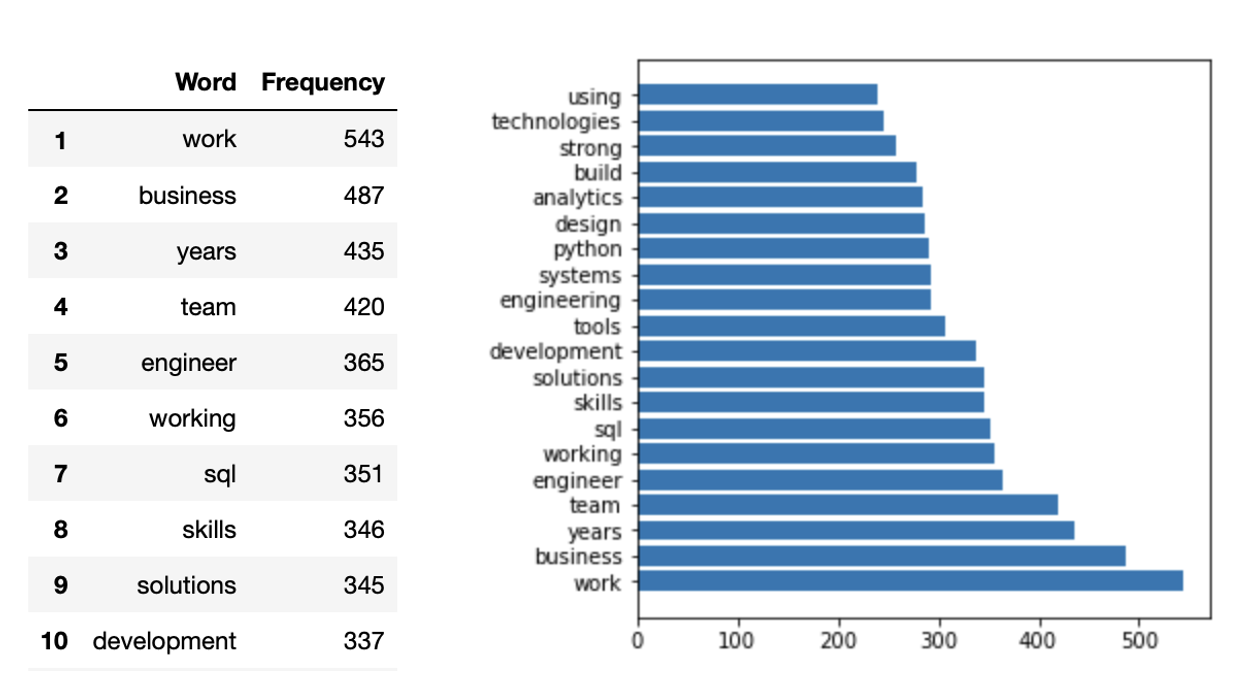 Word Frequency
1 work 543
2 business 487
3 years 435
4 team 420
5 engineer 365
6 working 356
7 sql 351
8 skills 346
9 solutions 345
10 development 337
using
technologies
strong
build
analytics
design
python
systems
engineering
tools
development
solutions
skills
sql
working
engineer
team
years
business
work
0 100 200 300 400 500